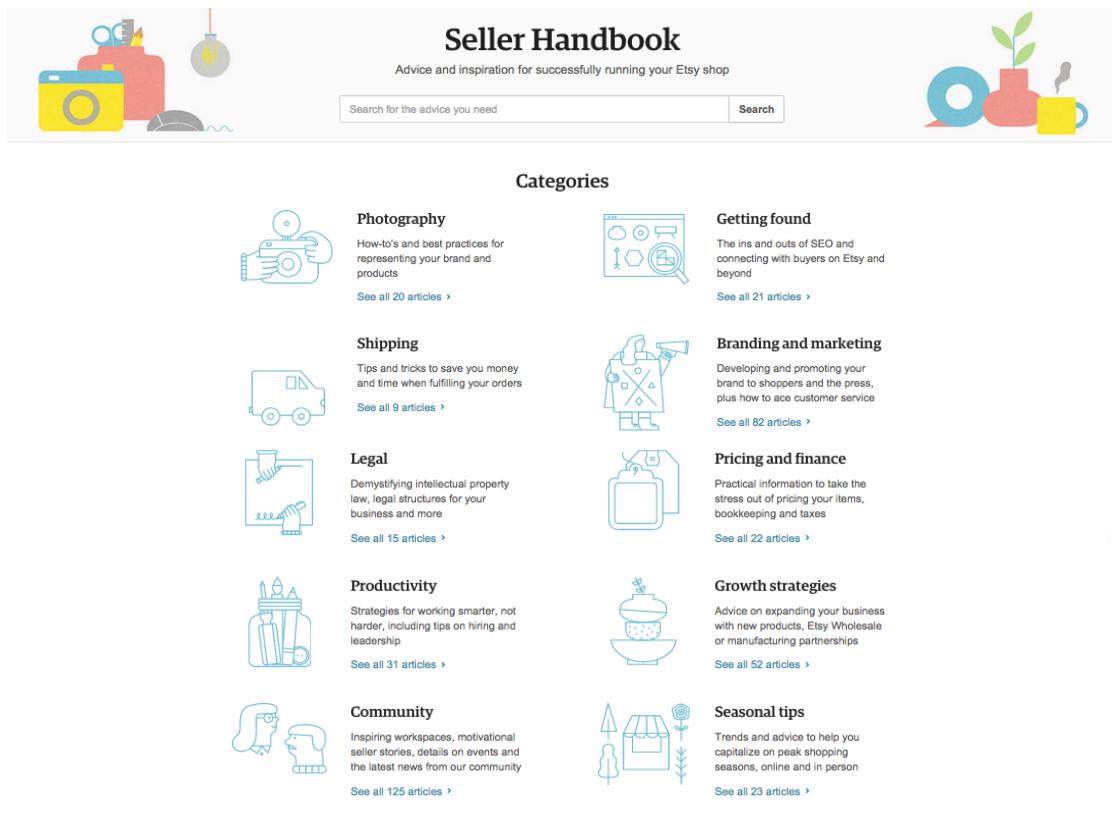 Seller Handbook
Advice and inspiration for successfully running your Etsy shop
Search for the advice you need
Search
Categories
Photography
How-to's and best practices for
representing your brand and
products
See all 20 articles ›
Getting found
The ins and outs of SEO and
connecting with buyers on Etsy and
beyond
See all 21 articles ›
Shipping
Tips and tricks to save you money
and time when fulfilling your orders
See all 9 articles ›
Branding and marketing
Developing and promoting your
brand to shoppers and the press,
plus how to ace customer service
See all 82 articles ›
Legal
Demystifying intellectual property
law, legal structures for your
business and more
See all 15 articles ›
Pricing and finance
Practical information to take the
stress out of pricing your items,
bookkeeping and taxes
See all 22 articles ›
Productivity
Strategies for working smarter, not
harder, including tips on hiring and
leadership
See all 31 articles ›
Growth strategies
Advice on expanding your business
with new products, Etsy Wholesale
or manufacturing partnerships
See all 52 articles ›
Community
Inspiring workspaces, motivational
seller stories, details on events and
the latest news from our community
See all 125 articles ›
Seasonal tips
Trends and advice to help you
capitalize on peak shopping
seasons, online and in person
See all 23 articles ›